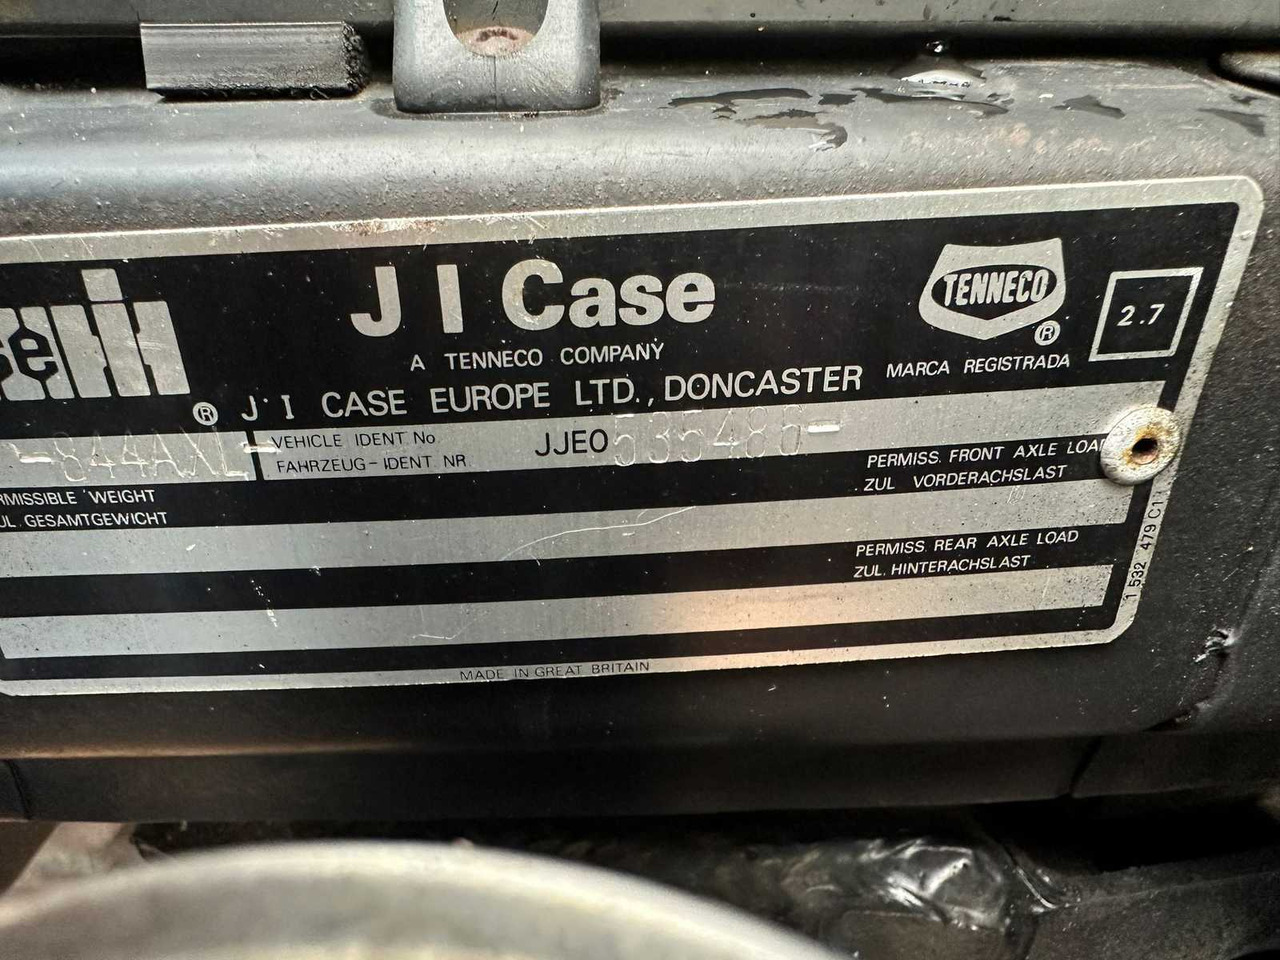 J I Case
TENNECO ®
2.7
A TENNECO COMPANY
MARCA REGISTRADA
® J I CASE EUROPE LTD., DONCASTER
-844AXL-
VEHICLE IDENT No
FAHRZEUG-IDENT NR
JJE0
PERMISS. FRONT AXLE LOAD
ZUL VORDERACHSLAST
PERMISS. REAR AXLE LOAD
ZUL. HINTERACHSLAST
1 532 479 C1
MADE IN GREAT BRITAIN